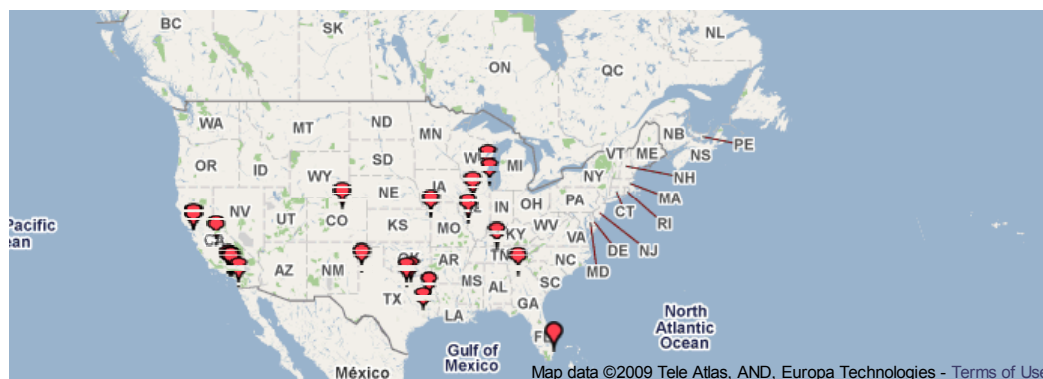 BC
SK
NL
ON
QC
WA
MT
ND
MN
NB
PE
VT
ME
NS
OR
ID
SD
MI
WY
NY
NH
IA
NE
PA
MA
NV
UT
CO
IN
OH
CT
RI
KS
MO
KY
WV
VA
DE
NJ
MD
CA
AZ
NM
AR
TN
NC
MS
AL
SC
TX
GA
LA
Pacific
North
Atlantic
Ocean
Gulf of
Mexico
México
Map data ©2009 Tele Atlas, AND, Europa Technologies - Terms of Use